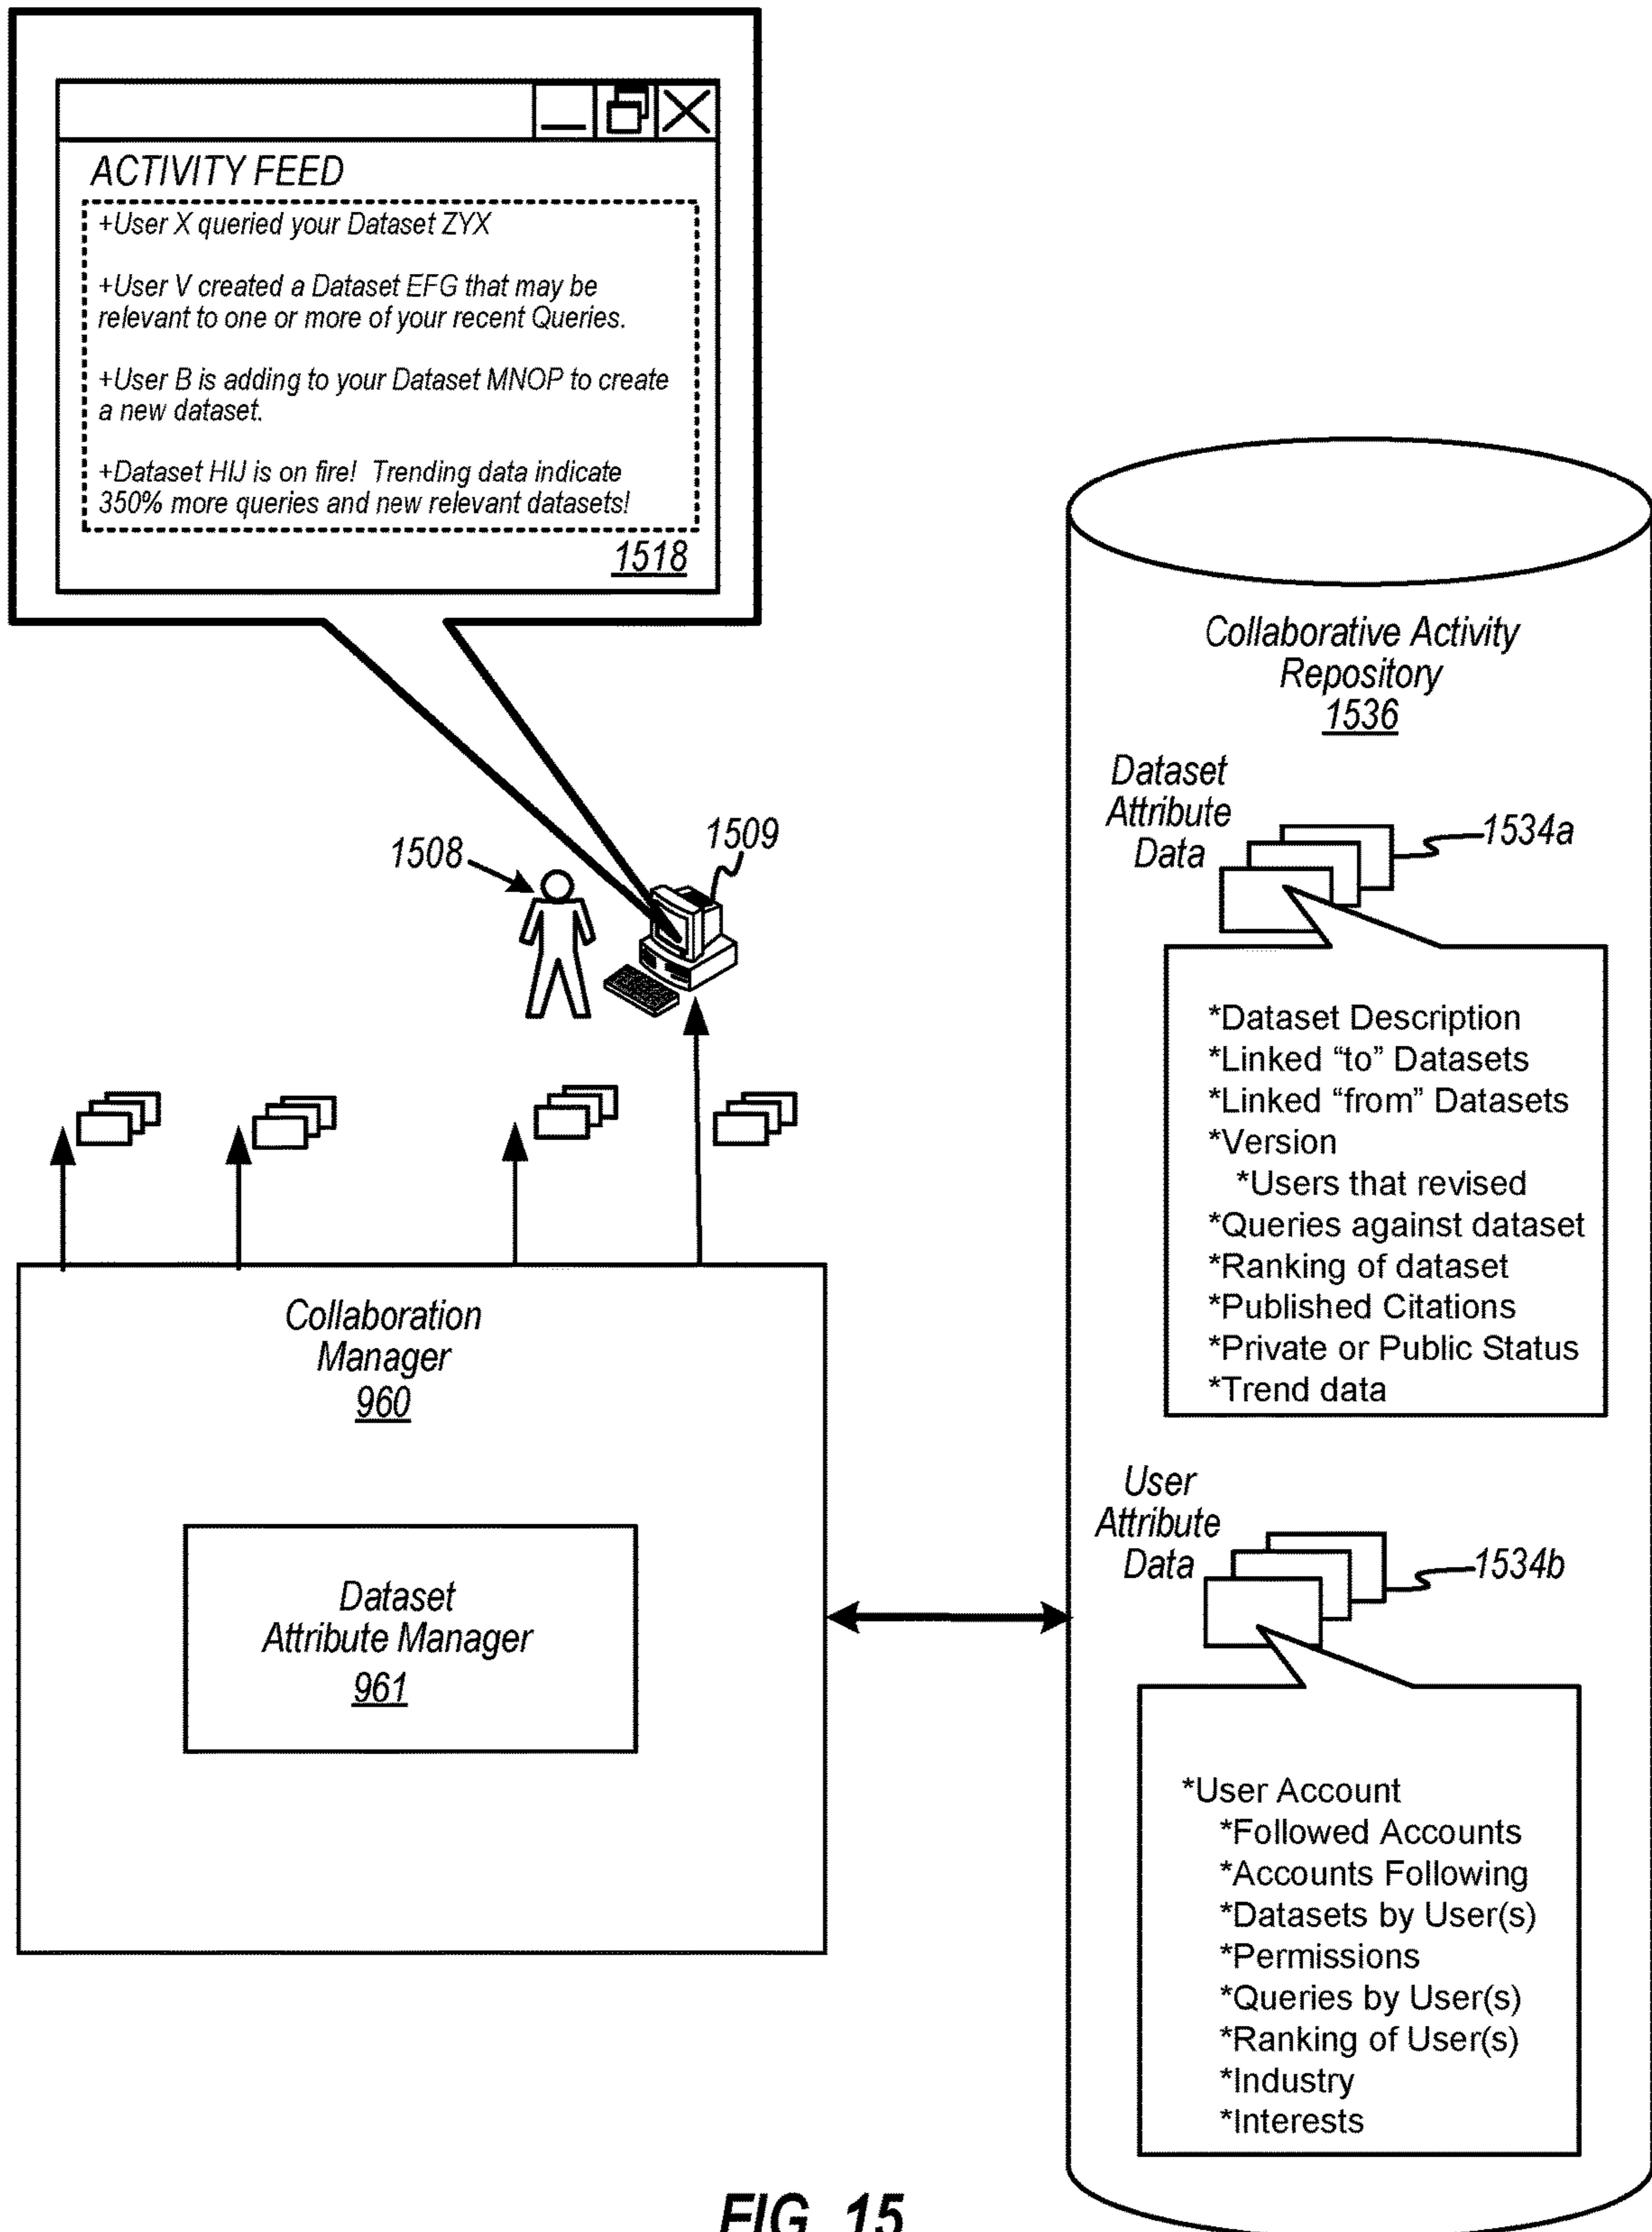 ACTIVITY FEED
+User X queried your Dataset ZYX
+User V created a Dataset EFG that may be
relevant to one or more of your recent Queries.
+User B is adding to your Dataset MNOP to create
a new dataset.
+Dataset HIJ is on fire! Trending data indicate
350% more queries and new relevant datasets!
1518
1508
1509
Collaboration
Manager
960
Dataset
Attribute Manager
961
Collaborative Activity
Repository
1536
Dataset
Attribute
Data
1534a
*Dataset Description
*Linked “to” Datasets
*Linked “from” Datasets
*Version
*Users that revised
*Queries against dataset
*Ranking of dataset
*Published Citations
*Private or Public Status
*Trend data
User
Attribute
Data
1534b
*User Account
*Followed Accounts
*Accounts Following
*Datasets by User(s)
*Permissions
*Queries by User(s)
*Ranking of User(s)
*Industry
*Interests
FIG. 15